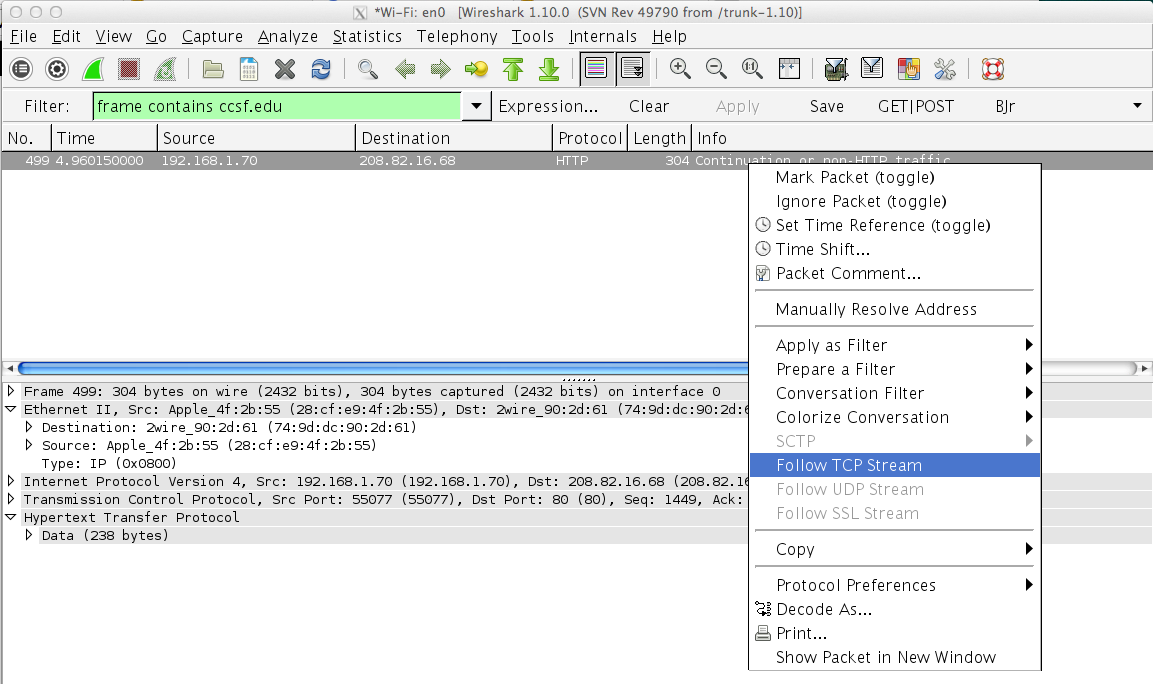 *Wi-Fi: en0 [Wireshark 1.10.0 (SVN Rev 49790 from /trunk-1.10)]
File Edit View Go Capture Analyze Statistics Telephony Tools Internals Help
Filter: frame contains ccsf.edu Expression... Clear Apply Save GET|POST BJr
No. Time Source Destination Protocol Length Info
499 4.960150000 192.168.1.70 208.82.16.68 HTTP 304 Continuation or non-HTTP traffic
Mark Packet (toggle)
Ignore Packet (toggle)
Set Time Reference (toggle)
Time Shift...
Packet Comment...
Manually Resolve Address
Apply as Filter
Prepare a Filter
Conversation Filter
Colorize Conversation
SCTP
Follow TCP Stream
Follow UDP Stream
Follow SSL Stream
Copy
Protocol Preferences
Decode As...
Print...
Show Packet in New Window
Frame 499: 304 bytes on wire (2432 bits), 304 bytes captured (2432 bits) on interface 0
Ethernet II, Src: Apple_4f:2b:55 (28:cf:e9:4f:2b:55), Dst: 2wire_90:2d:61 (74:9d:dc:90:2d:6
Destination: 2wire_90:2d:61 (74:9d:dc:90:2d:61)
Source: Apple_4f:2b:55 (28:cf:e9:4f:2b:55)
Type: IP (0x0800)
Internet Protocol Version 4, Src: 192.168.1.70 (192.168.1.70), Dst: 208.82.16.68 (208.82.16
Transmission Control Protocol, Src Port: 55077 (55077), Dst Port: 80 (80), Seq: 1449, Ack:
Hypertext Transfer Protocol
Data (238 bytes)